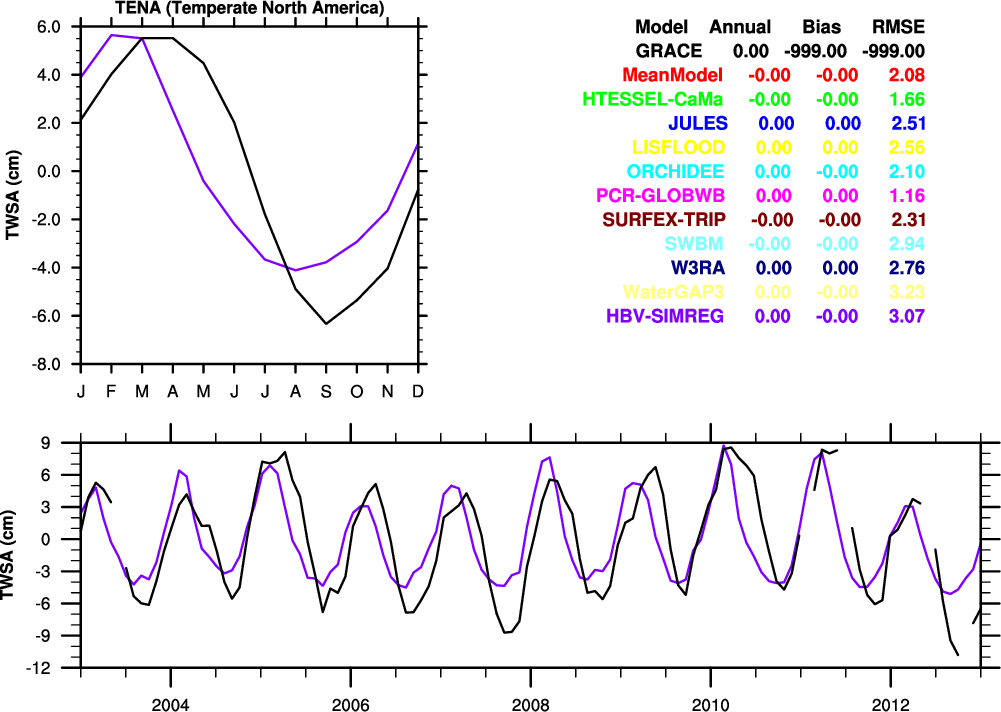 TENA (Temperate North America)
6.0
4.0
2.0
0.0
-2.0
-4.0
-6.0
-8.0
TWSA (cm)
J F M A M J J A S O N D
Model Annual Bias RMSE
GRACE 0.00 -999.00 -999.00
MeanModel -0.00 -0.00 2.08
HTESSEL-CaMa -0.00 -0.00 1.66
JULES 0.00 0.00 2.51
LISFLOOD 0.00 0.00 2.56
ORCHIDEE 0.00 -0.00 2.10
PCR-GLOBWB 0.00 0.00 1.16
SURFEX-TRIP -0.00 -0.00 2.31
SWBM -0.00 -0.00 2.94
W3RA 0.00 0.00 2.76
WaterGAP3 0.00 -0.00 3.23
HBV-SIMREG 0.00 -0.00 3.07
9
6
3
0
-3
-6
-9
-12
TWSA (cm)
2004 2006 2008 2010 2012